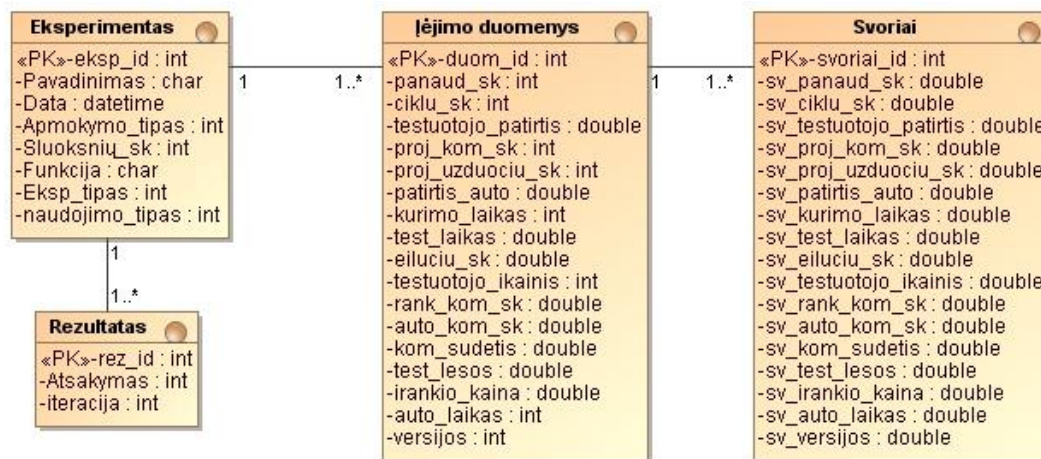 Eksperimentas
«PK»-eksp_id : int
-Pavadinimas : char
-Data : datetime
-Apmokymo_tipas : int
-Sluoksnių_sk : int
-Funkcija : char
-Eksp_tipas : int
-naudojimo_tipas : int
1
1..*
1
1..*
Rezultatas
«PK»-rez_id : int
-Atsakymas : int
-iteracija : int
Įėjimo duomenys
«PK»-duom_id : int
-panaud_sk : int
-ciklu_sk : int
-testuotojo_patirtis : double
-proj_kom_sk : int
-proj_uzduociu_sk : int
-patirtis_auto : double
-kurimo_laikas : int
-test_laikas : double
-eiluciu_sk : double
-testuotojo_ikainis : int
-rank_kom_sk : double
-auto_kom_sk : double
-kom_sudetis : double
-test_lesos : double
-irankio_kaina : double
-auto_laikas : int
-versijos : int
1
1..*
Svoriai
«PK»-svoriai_id : int
-sv_panaud_sk : double
-sv_ciklu_sk : double
-sv_testuotojo_patirtis : double
-sv_proj_kom_sk : double
-sv_proj_uzduociu_sk : double
-sv_patirtis_auto : double
-sv_kurimo_laikas : double
-sv_test_laikas : double
-sv_eiluciu_sk : double
-sv_testuotojo_ikainis : double
-sv_rank_kom_sk : double
-sv_auto_kom_sk : double
-sv_kom_sudetis : double
-sv_test_lesos : double
-sv_irankio_kaina : double
-sv_auto_laikas : double
-sv_versijos : double